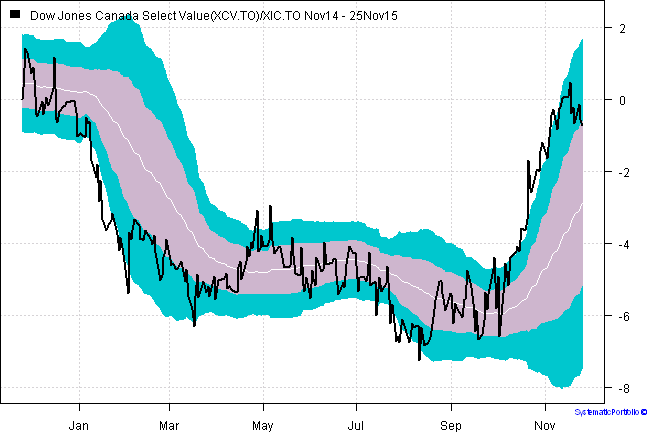 Dow Jones Canada Select Value(XCV.TO)/XIC.TO Nov14 - 25Nov15
2
0
-2
-4
-6
-8
Jan Mar May Jul Sep Nov
SystematicPortfolio ©